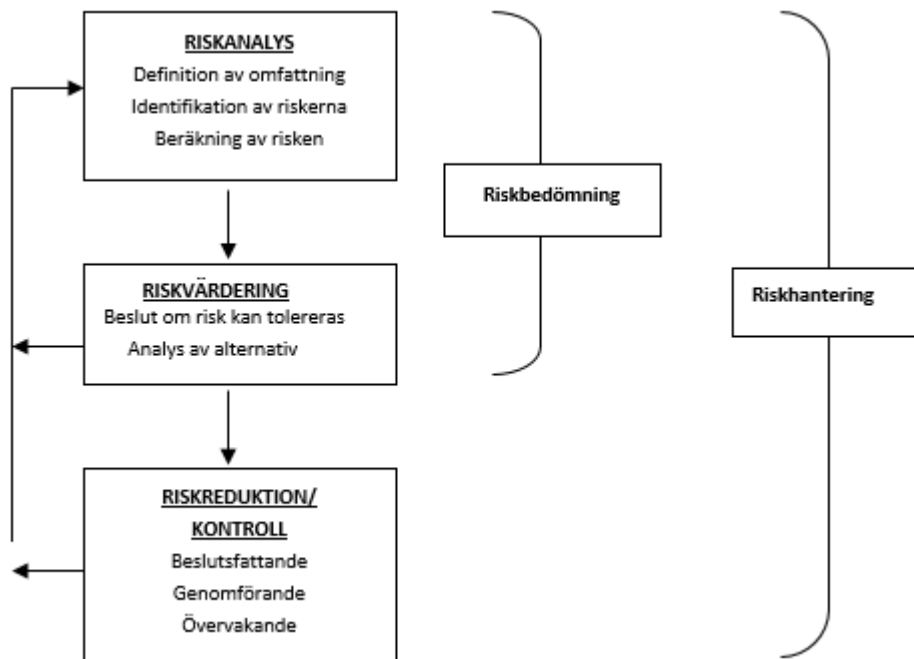 RISKANALYS
Definition av omfattning
Identifikation av riskerna
Beräkning av risken
Riskbedömning
RISKVÄRDERING
Beslut om risk kan tolereras
Analys av alternativ
Riskhantering
RISKREDUKTION/
KONTROLL
Beslutsfattande
Genomförande
Övervakande